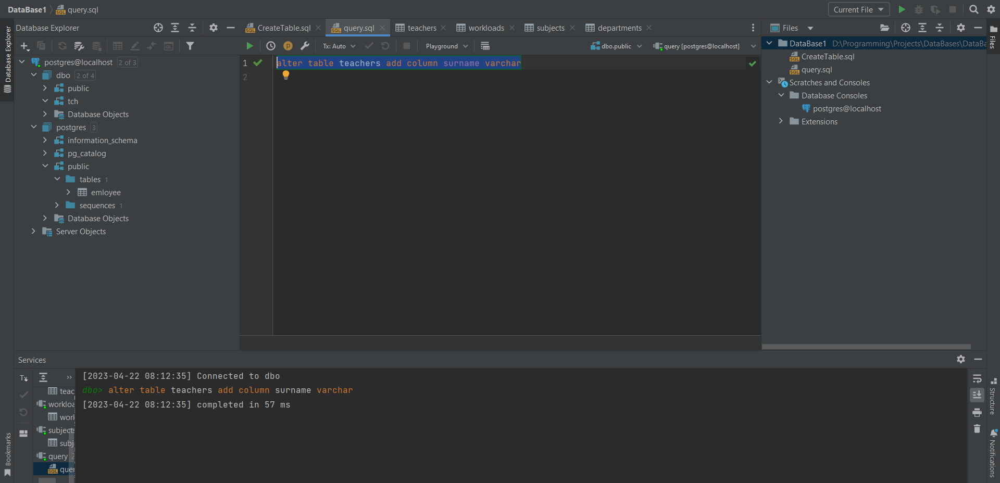 DataBase1 query.sql
Current File
Database Explorer
Database Explorer
CreateTable.sql query.sql teachers workloads subjects departments
Files
Files
Tx: Auto Playground dbo.public query [postgres@localhost]
postgres@localhost 2 of 3
dbo 2 of 4
public
tch
Database Objects
postgres 3
information_schema
pg_catalog
public
tables 1
emloyee
sequences 1
Database Objects
Server Objects
1 alter table teachers add column surname varchar
2
DataBase1 D:\Programming\Projects\DataBases\DataBa
CreateTable.sql
query.sql
Scratches and Consoles
Database Consoles
postgres@localhost
Extensions
Services
Tx
teac
workloa
work
subjects
subj
query 2
quer
[2023-04-22 08:12:35] Connected to dbo
dbo> alter table teachers add column surname varchar
[2023-04-22 08:12:35] completed in 57 ms
Bookmarks
Structure
Notifications